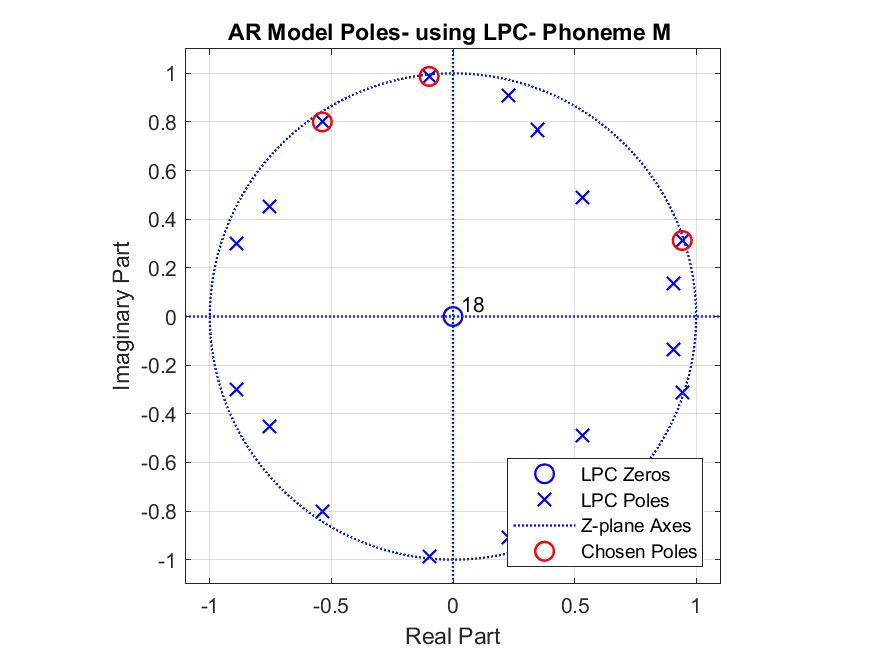 AR Model Poles- using LPC- Phoneme M
1
0.8
0.6
0.4
0.2
0
-0.2
-0.4
-0.6
-0.8
-1
Imaginary Part
18
LPC Zeros
LPC Poles
Z-plane Axes
Chosen Poles
-1
-0.5
0
0.5
1
Real Part